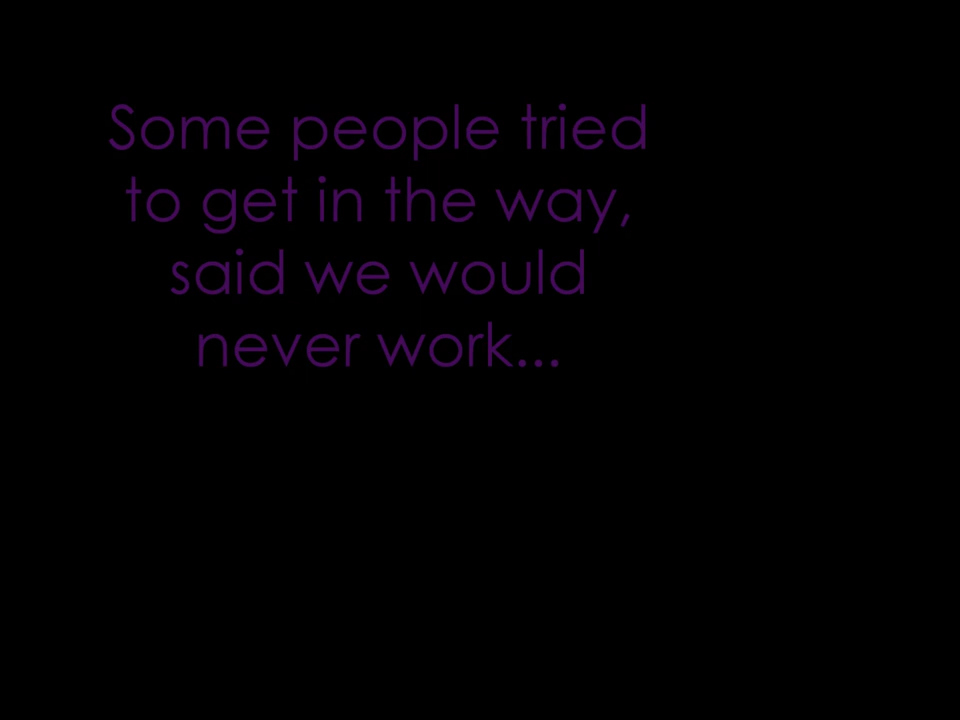 Some people tried
to get in the way,
said we would
never work...